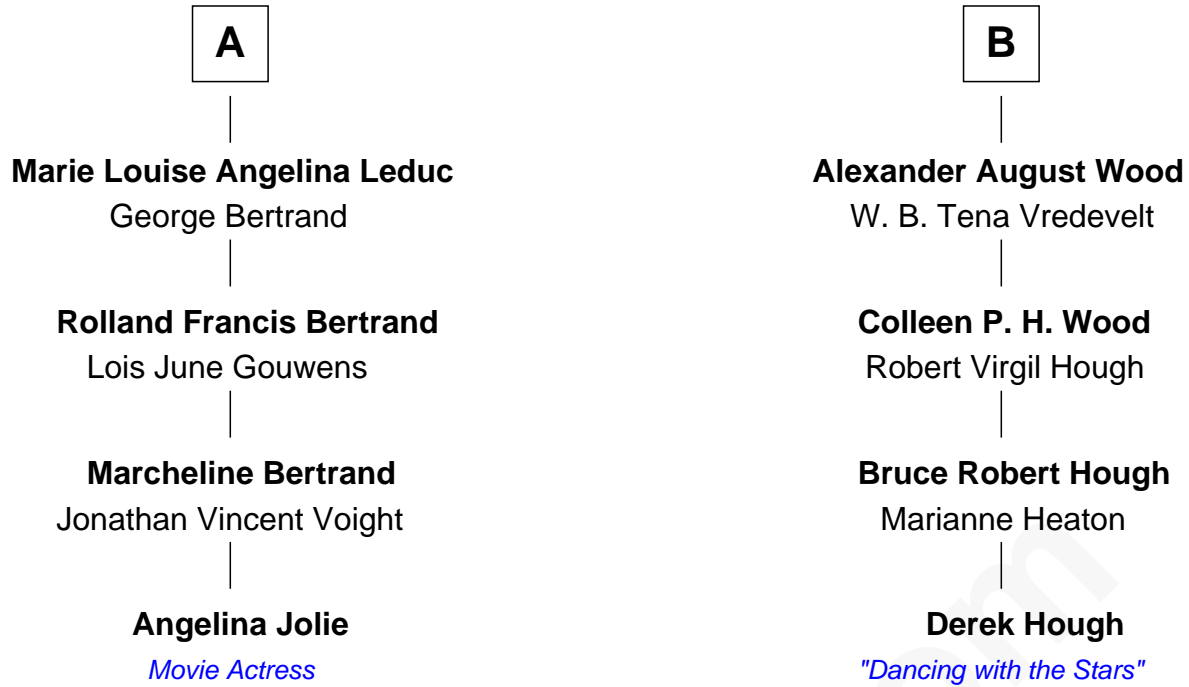 A
Marie Louise Angelina Leduc
George Bertrand
Rolland Francis Bertrand
Lois June Gouwens
Marcheline Bertrand
Jonathan Vincent Voight
Angelina Jolie
Movie Actress
B
Alexander August Wood
W. B. Tena Vredevelt
Colleen P. H. Wood
Robert Virgil Hough
Bruce Robert Hough
Marianne Heaton
Derek Hough
"Dancing with the Stars"